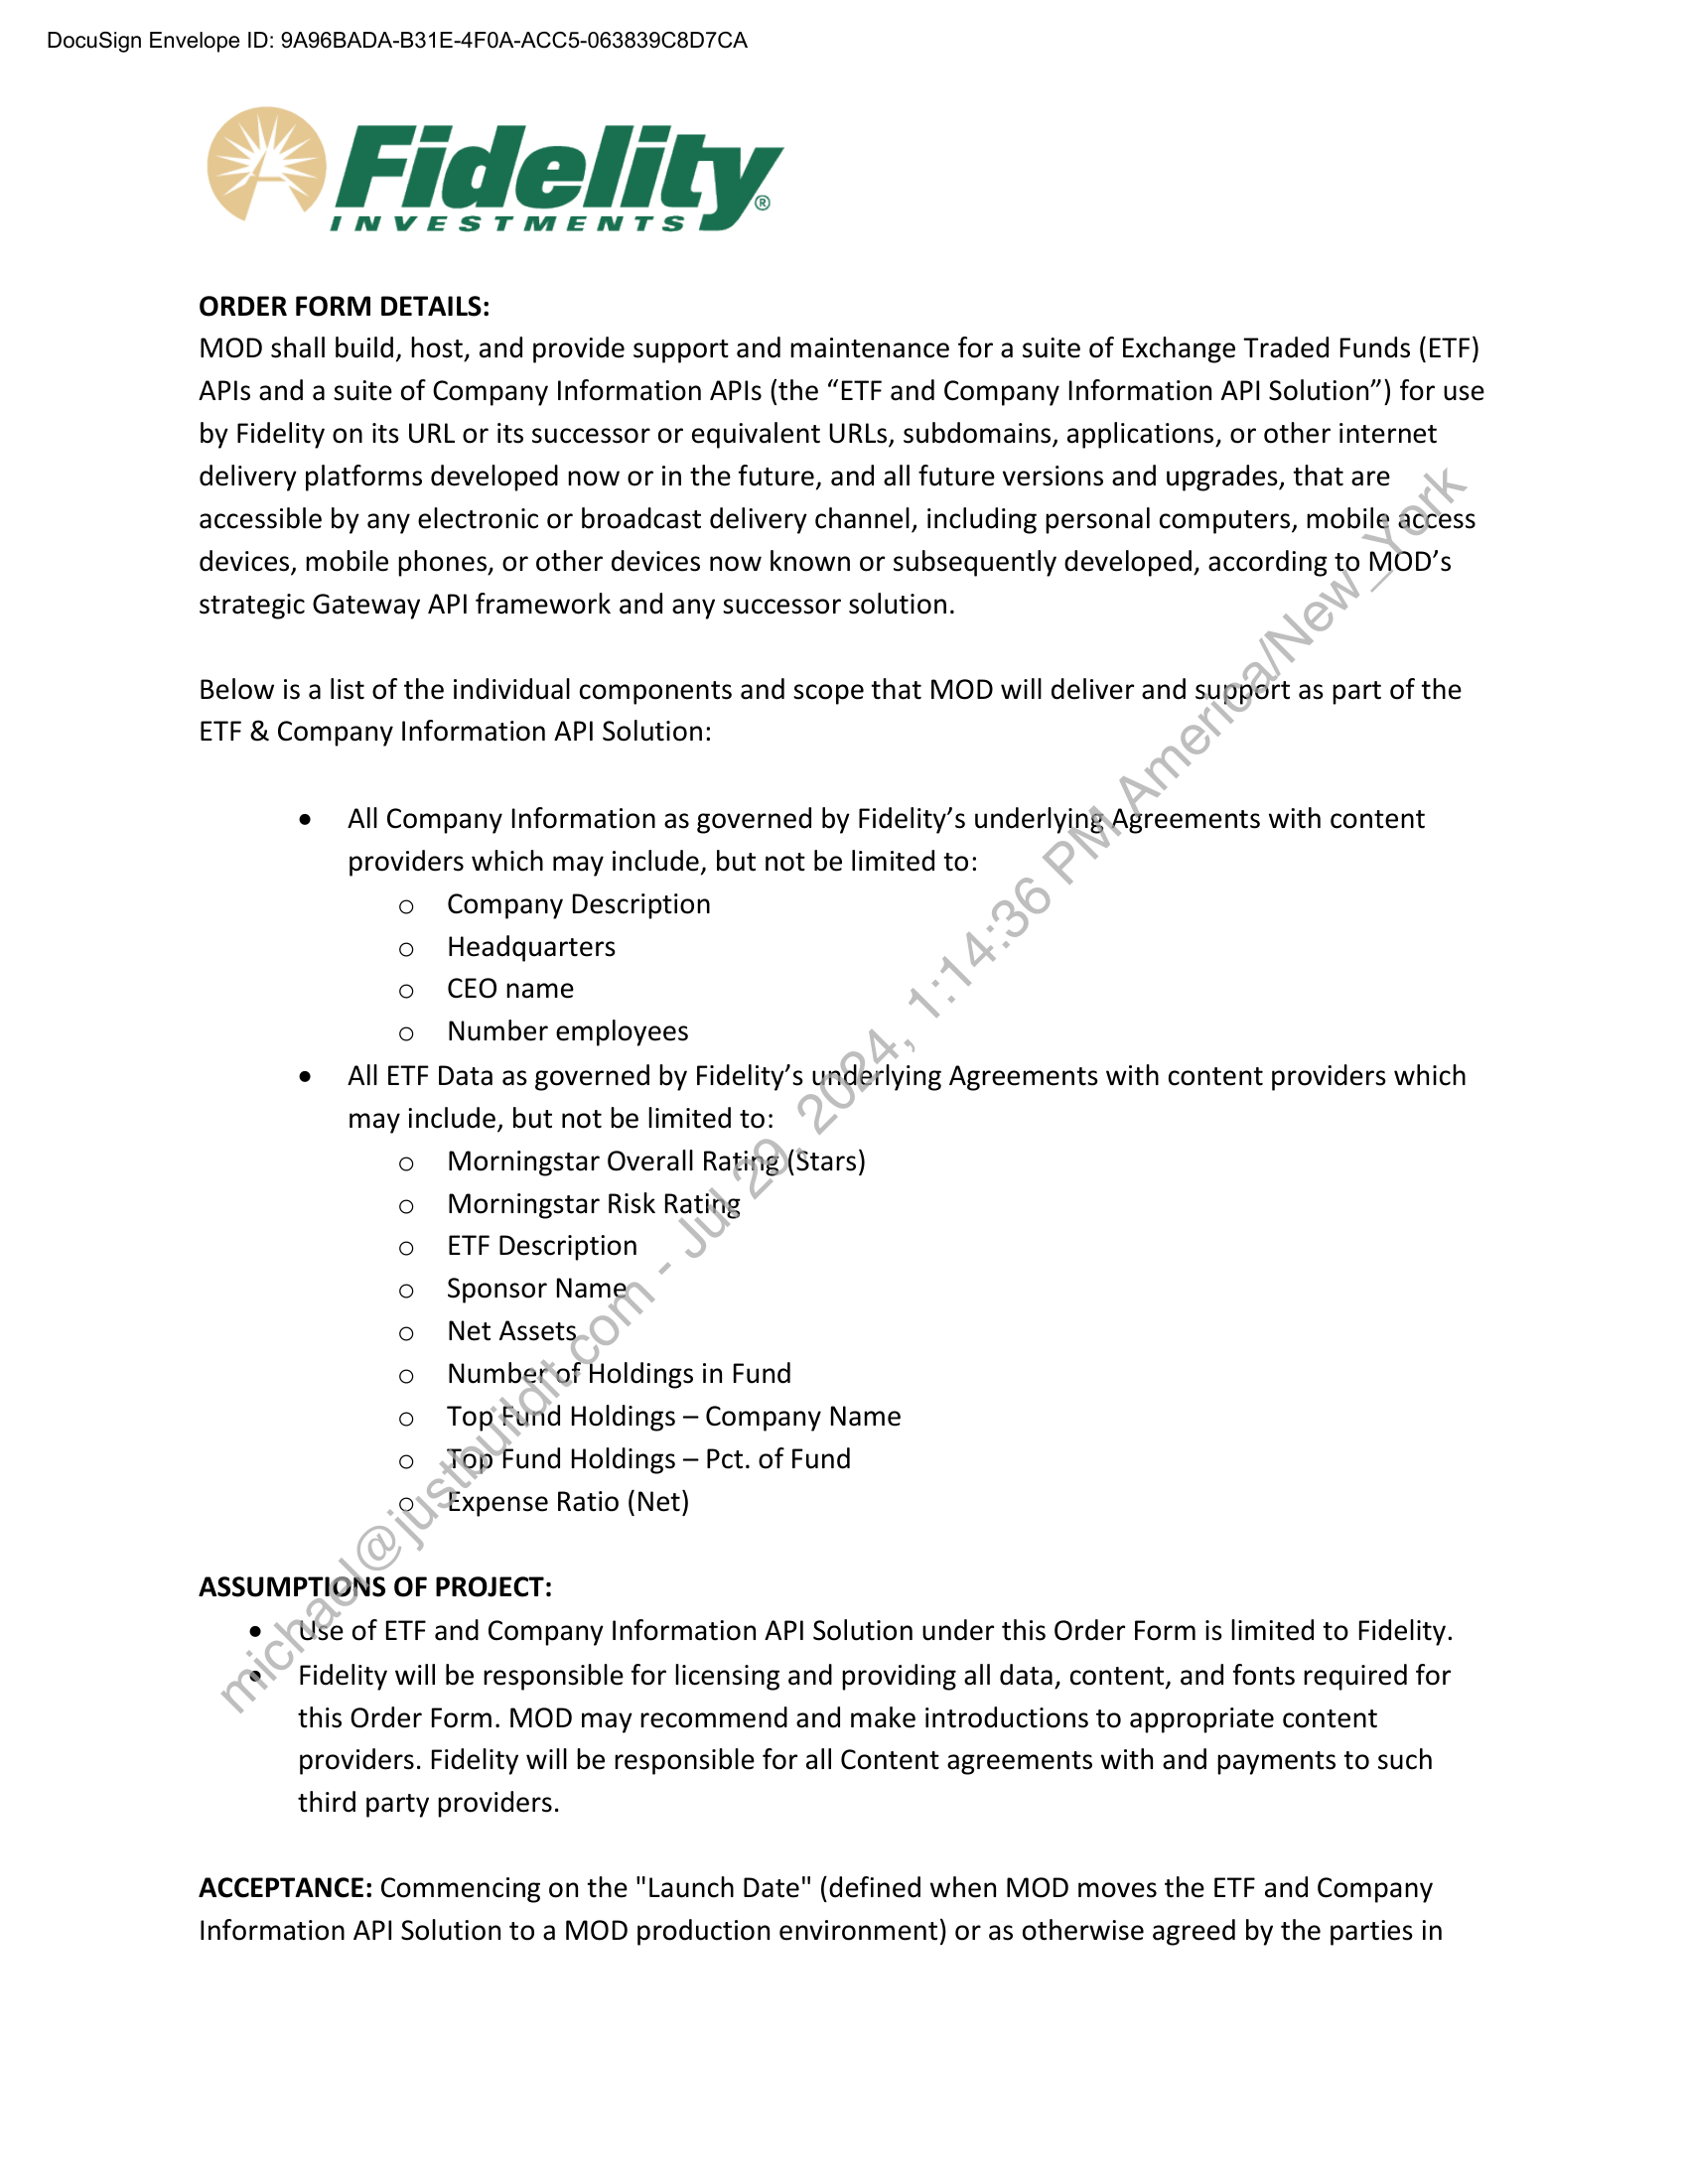 DocuSign Envelope ID: 9A96BADA-B31E-4F0A-ACC5-063839C8D7CA
Fidelity
INVESTMENTS
®
ORDER FORM DETAILS:
MOD shall build, host, and provide support and maintenance for a suite of Exchange Traded Funds (ETF)
APIs and a suite of Company Information APIs (the “ETF and Company Information API Solution”) for use
by Fidelity on its URL or its successor or equivalent URLs, subdomains, applications, or other internet
delivery platforms developed now or in the future, and all future versions and upgrades, that are
accessible by any electronic or broadcast delivery channel, including personal computers, mobile access
devices, mobile phones, or other devices now known or subsequently developed, according to MOD’s
strategic Gateway API framework and any successor solution.
Below is a list of the individual components and scope that MOD will deliver and support as part of the
ETF & Company Information API Solution:
• All Company Information as governed by Fidelity’s underlying Agreements with content
providers which may include, but not be limited to:
o Company Description
o Headquarters
o CEO name
o Number employees
• All ETF Data as governed by Fidelity’s underlying Agreements with content providers which
may include, but not be limited to:
o Morningstar Overall Rating (Stars)
o Morningstar Risk Rating
o ETF Description
o Sponsor Name
o Net Assets
o Number of Holdings in Fund
o Top Fund Holdings – Company Name
o Top Fund Holdings – Pct. of Fund
o Expense Ratio (Net)
ASSUMPTIONS OF PROJECT:
• Use of ETF and Company Information API Solution under this Order Form is limited to Fidelity.
• Fidelity will be responsible for licensing and providing all data, content, and fonts required for
this Order Form. MOD may recommend and make introductions to appropriate content
providers. Fidelity will be responsible for all Content agreements with and payments to such
third party providers.
ACCEPTANCE: Commencing on the "Launch Date" (defined when MOD moves the ETF and Company
Information API Solution to a MOD production environment) or as otherwise agreed by the parties in
michael@justbuildit.com - Jul 29, 2024, 1:14:36 PM America/New_York